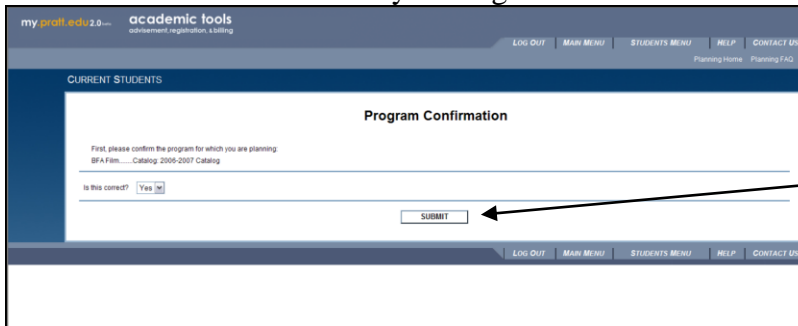 my.pratt.edu 2.0 academic tools
advisement, registration, & billing
LOG OUT MAIN MENU STUDENTS MENU HELP CONTACT US
Planning Home Planning FAQ
CURRENT STUDENTS
Program Confirmation
First, please confirm the program for which you are planning:
BFA Film.......Catalog: 2006-2007 Catalog
Is this correct? Yes
SUBMIT
LOG OUT MAIN MENU STUDENTS MENU HELP CONTACT US